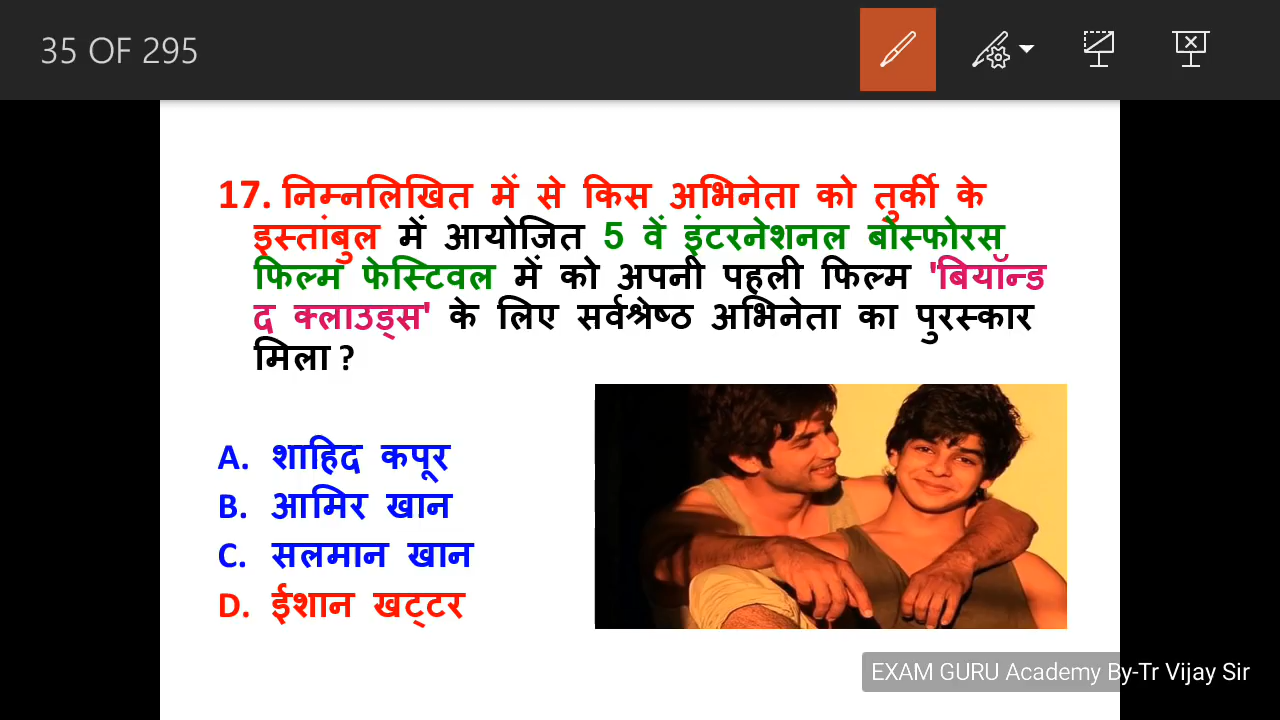 35 OF 295
17. निम्नलिखित में से किस अभिनेता को तुर्की के
इस्तांबुल में आयोजित 5 वें इंटरनेशनल बोस्फोरस
फिल्म फेस्टिवल में को अपनी पहली फिल्म 'बियॉन्ड
द क्लाउड्स' के लिए सर्वश्रेष्ठ अभिनेता का पुरस्कार
मिला ?
A. शाहिद कपूर
B. आमिर खान
C. सलमान खान
D. ईशान खट्टर
EXAM GURU Academy By-Tr Vijay Sir